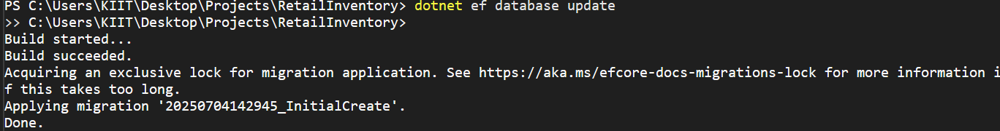 PS C:\Users\KIIT\Desktop\Projects\RetailInventory> dotnet ef database update
>> C:\Users\KIIT\Desktop\Projects\RetailInventory>
Build started...
Build succeeded.
Acquiring an exclusive lock for migration application. See https://aka.ms/efcore-docs-migrations-lock for more information i
f this takes too long.
Applying migration '20250704142945_InitialCreate'.
Done.